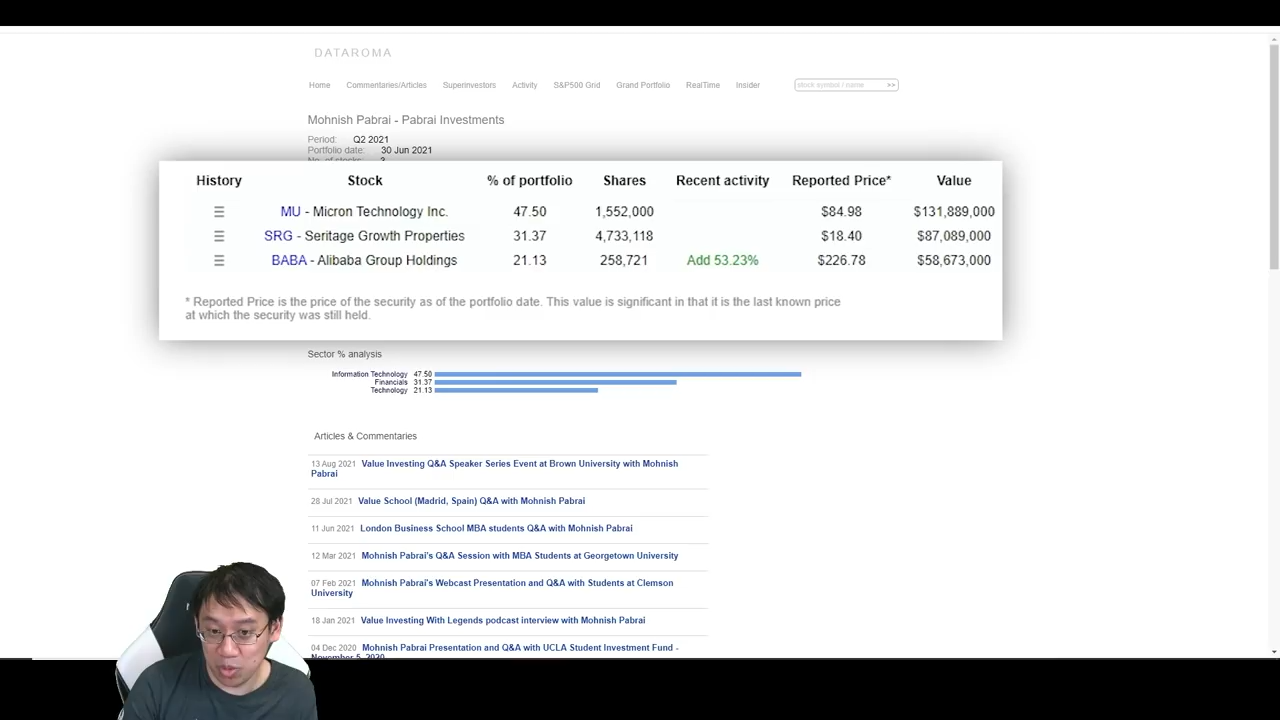 DATAROMA
Home Commentaries/Articles Superinvestors Activity S&P500 Grid Grand Portfolio RealTime Insider stock symbol / name >>
Mohnish Pabrai - Pabrai Investments
Period: Q2 2021
Portfolio date: 30 Jun 2021
No. of stocks: 3
History Stock % of portfolio Shares Recent activity Reported Price* Value
MU - Micron Technology Inc. 47.50 1,552,000 $84.98 $131,889,000
SRG - Seritage Growth Properties 31.37 4,733,118 $18.40 $87,089,000
BABA - Alibaba Group Holdings 21.13 258,721 Add 53.23% $226.78 $58,673,000
* Reported Price is the price of the security as of the portfolio date. This value is significant in that it is the last known price
at which the security was still held.
Sector % analysis
Information Technology 47.50
Financials 31.37
Technology 21.13
Articles & Commentaries
13 Aug 2021 Value Investing Q&A Speaker Series Event at Brown University with Mohnish
Pabrai
28 Jul 2021 Value School (Madrid, Spain) Q&A with Mohnish Pabrai
11 Jun 2021 London Business School MBA students Q&A with Mohnish Pabrai
12 Mar 2021 Mohnish Pabrai's Q&A Session with MBA Students at Georgetown University
07 Feb 2021 Mohnish Pabrai's Webcast Presentation and Q&A with Students at Clemson
University
18 Jan 2021 Value Investing With Legends podcast interview with Mohnish Pabrai
04 Dec 2020 Mohnish Pabrai Presentation and Q&A with UCLA Student Investment Fund -
November 5, 2020